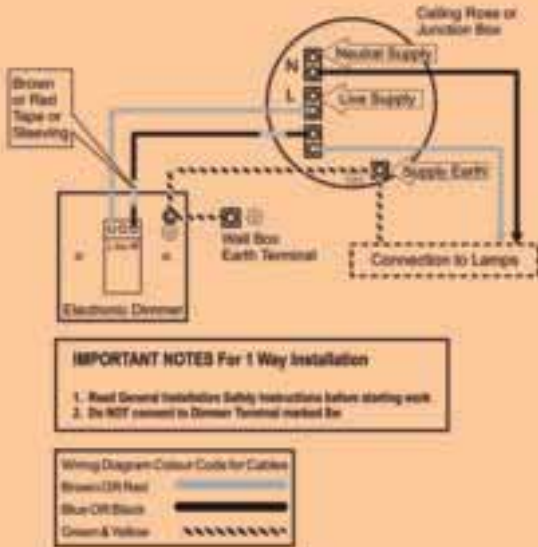 Ceiling Rose or
Junction Box
Neutral Supply
N
L
Live Supply
Brown
or Red
Tape or
Sleeving
Supply Earth
Wall Box
Earth Terminal
Connection to Lamps
Electronic Dimmer
IMPORTANT NOTES For 1 Way Installation
1. Read General Installation Safety Instructions before starting work
2. Do NOT connect to Dimmer Terminal marked
Wiring Diagram Colour Code for Cables
Brown OR Red
Blue OR Black
Green & Yellow